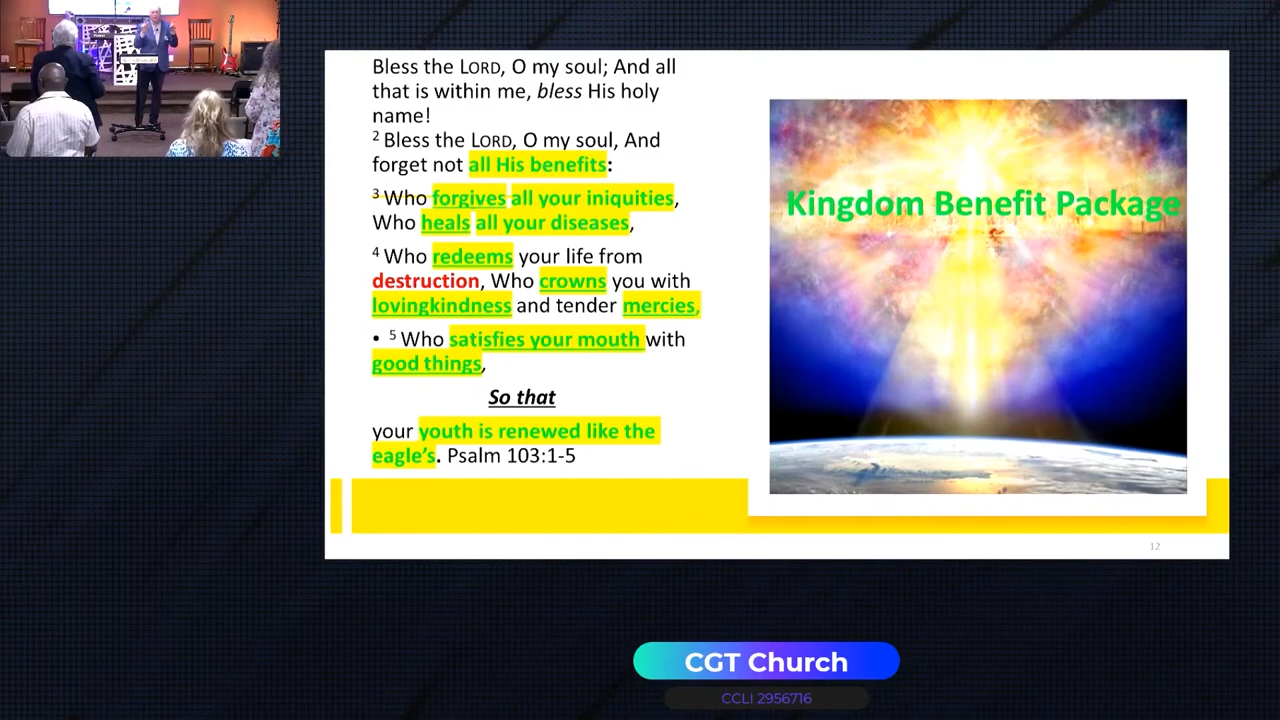 Bless the LORD, O my soul; And all
that is within me, bless His holy
name!
2 Bless the LORD, O my soul, And
forget not all His benefits:
3 Who forgives all your iniquities,
Who heals all your diseases,
4 Who redeems your life from
destruction, Who crowns you with
lovingkindness and tender mercies,
• 5 Who satisfies your mouth with
good things,
So that
your youth is renewed like the
eagle's. Psalm 103:1-5
Kingdom Benefit Package
12
CGT Church
CCLI 2956716